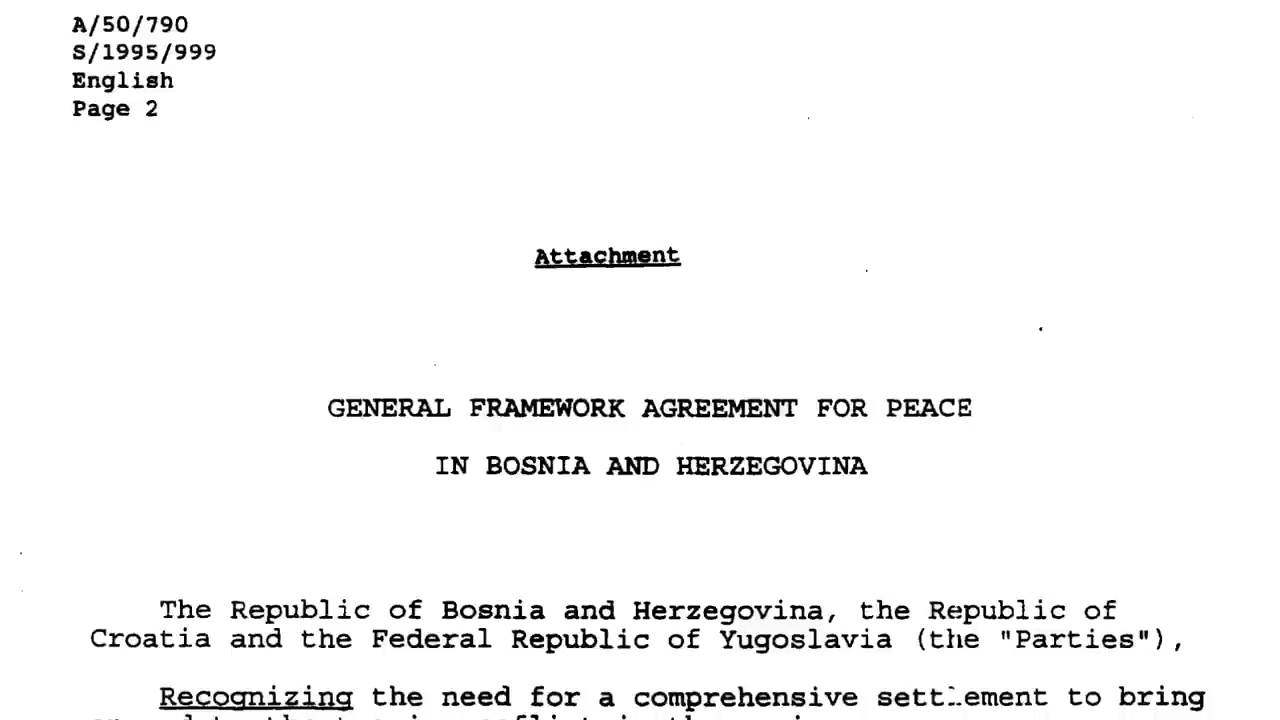 A/50/790
S/1995/999
English
Page 2
Attachment
GENERAL FRAMEWORK AGREEMENT FOR PEACE
IN BOSNIA AND HERZEGOVINA
The Republic of Bosnia and Herzegovina, the Republic of
Croatia and the Federal Republic of Yugoslavia (the "Parties"),
Recognizing the need for a comprehensive settlement to bring